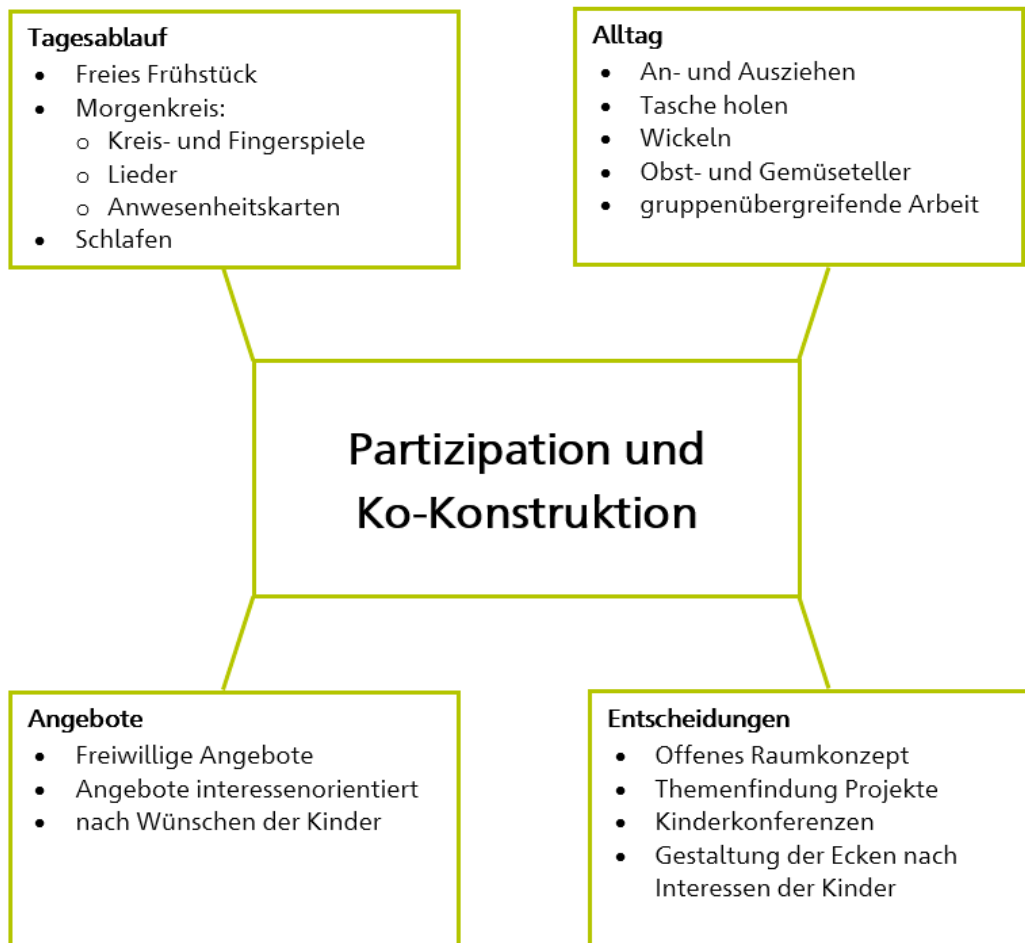 Tagesablauf
• Freies Frühstück
• Morgenkreis:
o Kreis- und Fingerspiele
o Lieder
o Anwesenheitskarten
• Schlafen
Alltag
• An- und Ausziehen
• Tasche holen
• Wickeln
• Obst- und Gemüseteller
• gruppenübergreifende Arbeit
Partizipation und
Ko-Konstruktion
Angebote
• Freiwillige Angebote
• Angebote interessenorientiert
• nach Wünschen der Kinder
Entscheidungen
• Offenes Raumkonzept
• Themenfindung Projekte
• Kinderkonferenzen
• Gestaltung der Ecken nach
Interessen der Kinder